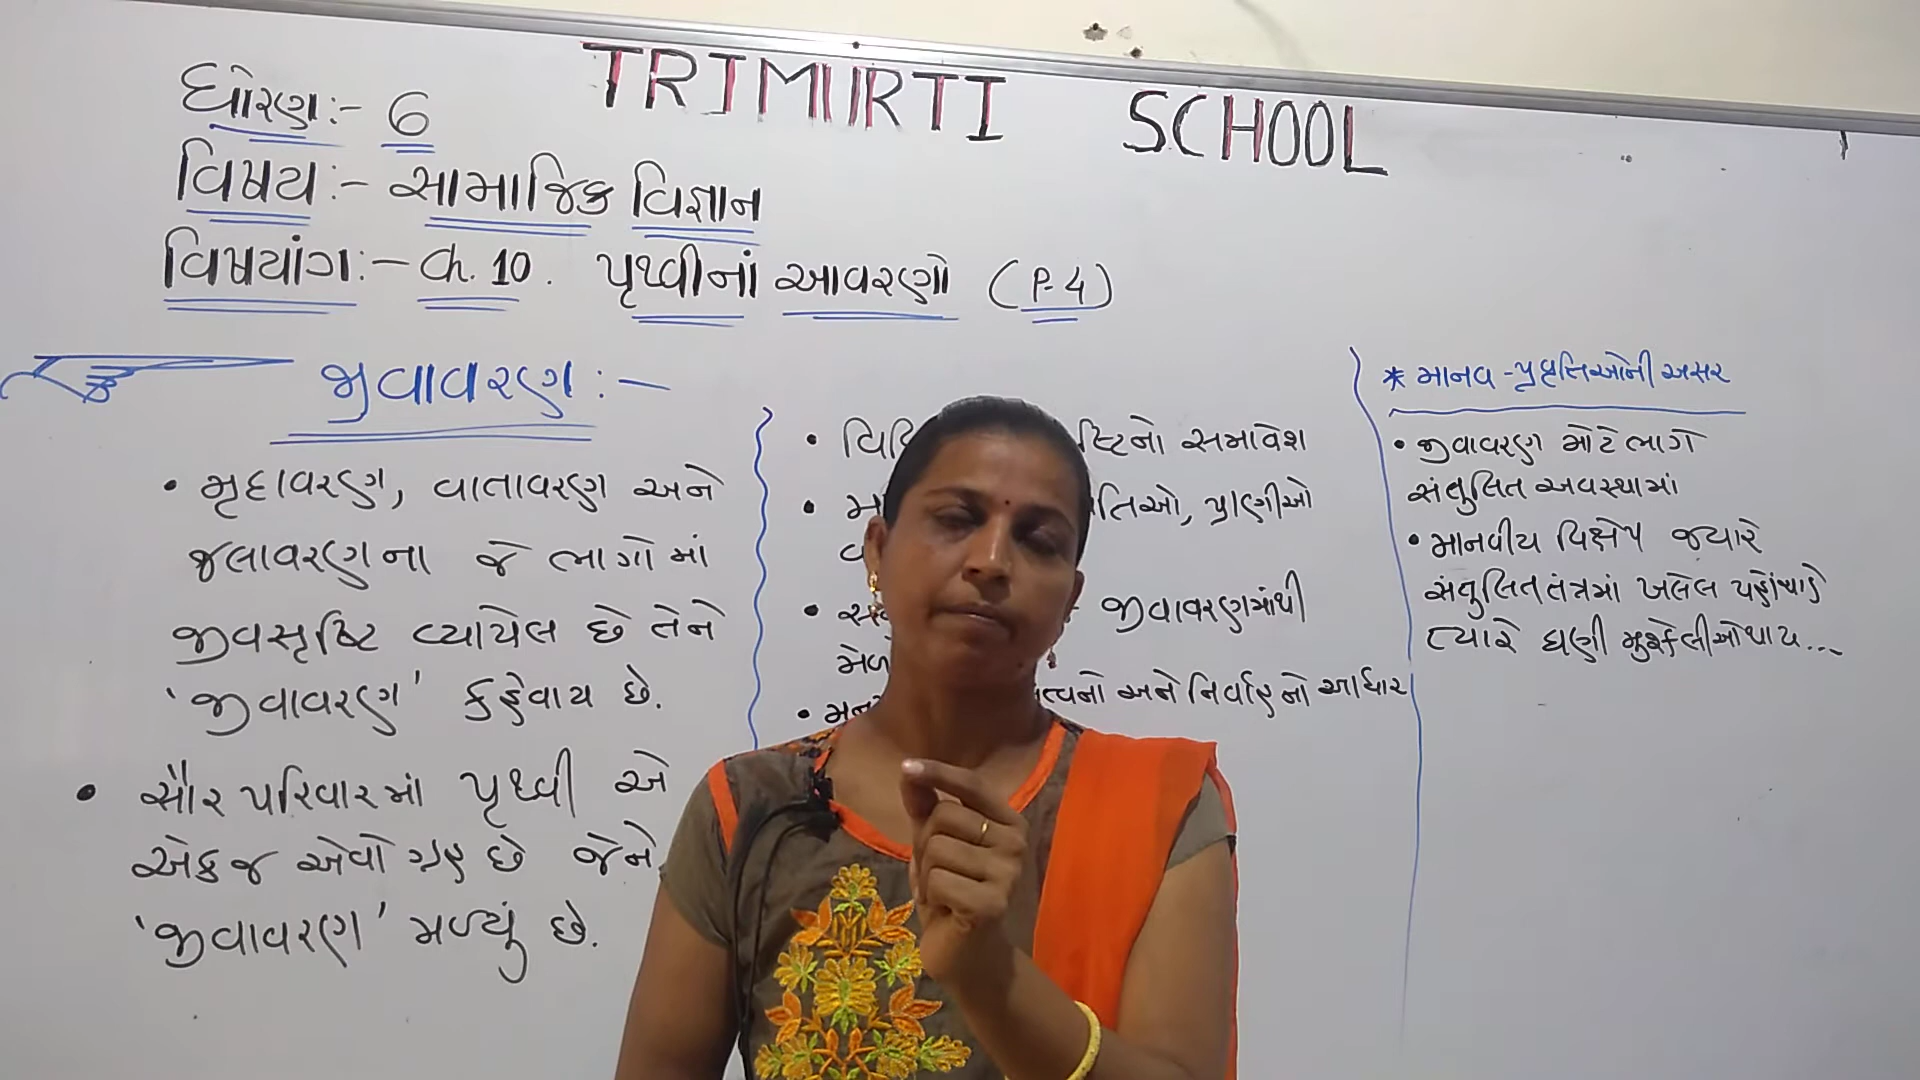 TRIMURTI SCHOOL
ધોરણ:- 6
વિષય:- સામાજિક વિજ્ઞાન
વિષયાંગ:- Ch. 10. પૃથ્વીનાં આવરણો (P-4)
જીવાવરણ:-
• મૃદાવરણ, વાતાવરણ અને
જલાવરણના જે ભાગોમાં
જીવસૃષ્ટિ વ્યાપેલ છે તેને
'જીવાવરણ' કહેવાય છે.
• સૌર પરિવારમાં પૃથ્વી એ
એકજ એવો ગ્રહ છે જેને
'જીવાવરણ' મળ્યું છે.
• સમાવેશ
• પ્રાણીઓ
• જીવાવરણમાંથી
• અને નિર્વાહનો આધાર
* માનવ-પ્રવૃત્તિઓની અસર
• જીવાવરણ મોટેભાગે
સંતુલિત અવસ્થામાં
• માનવીય વિક્ષેપ જ્યારે
સંતુલિતતંત્રમાં ખલેલ પહોંચાડે
ત્યારે ઘણી મુશ્કેલીઓ થાય...